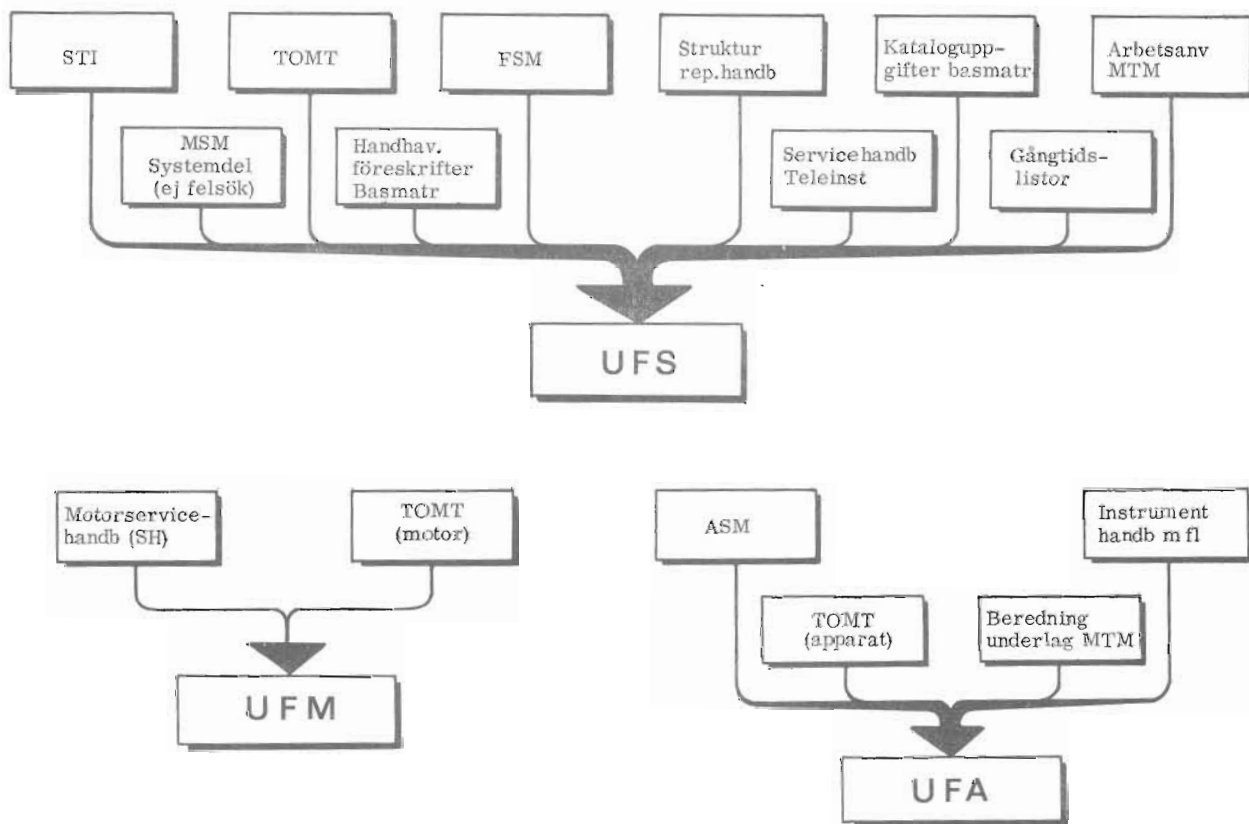 STI
TOMT
FSM
Struktur
rep.handb
Kataloguppgifter
gifter basmatr
Arbetsanv
MTM
MSM
Systemdel
(ej felsök)
Handhav.
föreskrifter
Basmatr
Servicehandb
Teleinst
Gångtids-
listor
UFS
Motorservice-
handb (SH)
TOMT
(motor)
UFM
ASM
Instrument
handb m fl
TOMT
(apparat)
Beredning
underlag MTM
UFA